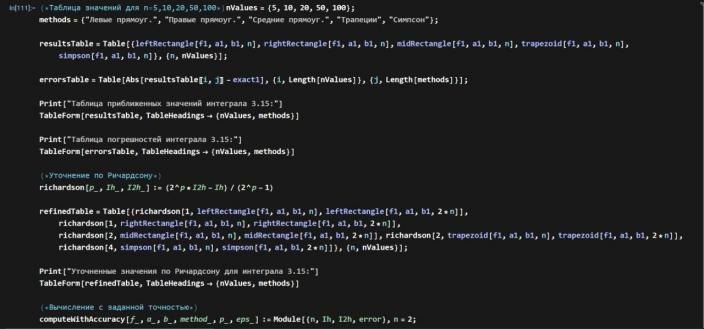 In[111]:= (*Таблица значений для n=5,10,20,50,100*) nValues = {5, 10, 20, 50, 100};
methods = {"Левые прямоуг.", "Правые прямоуг.", "Средние прямоуг.", "Трапеции", "Симпсон"};
resultsTable = Table[{leftRectangle[f1, a1, b1, n], rightRectangle[f1, a1, b1, n], midRectangle[f1, a1, b1, n], trapezoid[f1, a1, b1, n],
simpson[f1, a1, b1, n]}, {n, nValues}];
errorsTable = Table[Abs[resultsTable〚i, j〛 - exact1], {i, Length[nValues]}, {j, Length[methods]}];
Print["Таблица приближенных значений интеграла 3.15:"]
TableForm[resultsTable, TableHeadings → {nValues, methods}]
Print["Таблица погрешностей интеграла 3.15:"]
TableForm[errorsTable, TableHeadings → {nValues, methods}]
(*Уточнение по Ричардсону*)
richardson[p_, Ih_, I2h_] := (2^p * I2h - Ih) / (2^p - 1)
refinedTable = Table[{richardson[1, leftRectangle[f1, a1, b1, n], leftRectangle[f1, a1, b1, 2 * n]],
richardson[1, rightRectangle[f1, a1, b1, n], rightRectangle[f1, a1, b1, 2 * n]],
richardson[2, midRectangle[f1, a1, b1, n], midRectangle[f1, a1, b1, 2 * n]], richardson[2, trapezoid[f1, a1, b1, n], trapezoid[f1, a1, b1, 2 * n]],
richardson[4, simpson[f1, a1, b1, n], simpson[f1, a1, b1, 2 * n]]}, {n, nValues}];
Print["Уточненные значения по Ричардсону для интеграла 3.15:"]
TableForm[refinedTable, TableHeadings → {nValues, methods}]
(*Вычисление с заданной точностью*)
computeWithAccuracy[f_, a_, b_, method_, p_, eps_] := Module[{n, Ih, I2h, error}, n = 2;